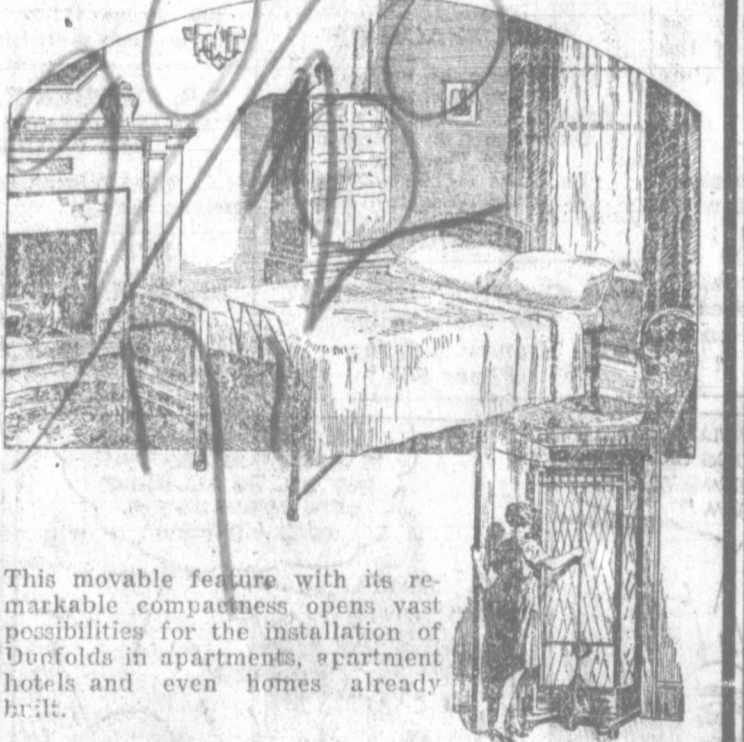 This movable feature with its re-
markable compactness opens vast
possibilities for the installation of
Duofolds in apartments, apartment
hotels and even homes already
built.